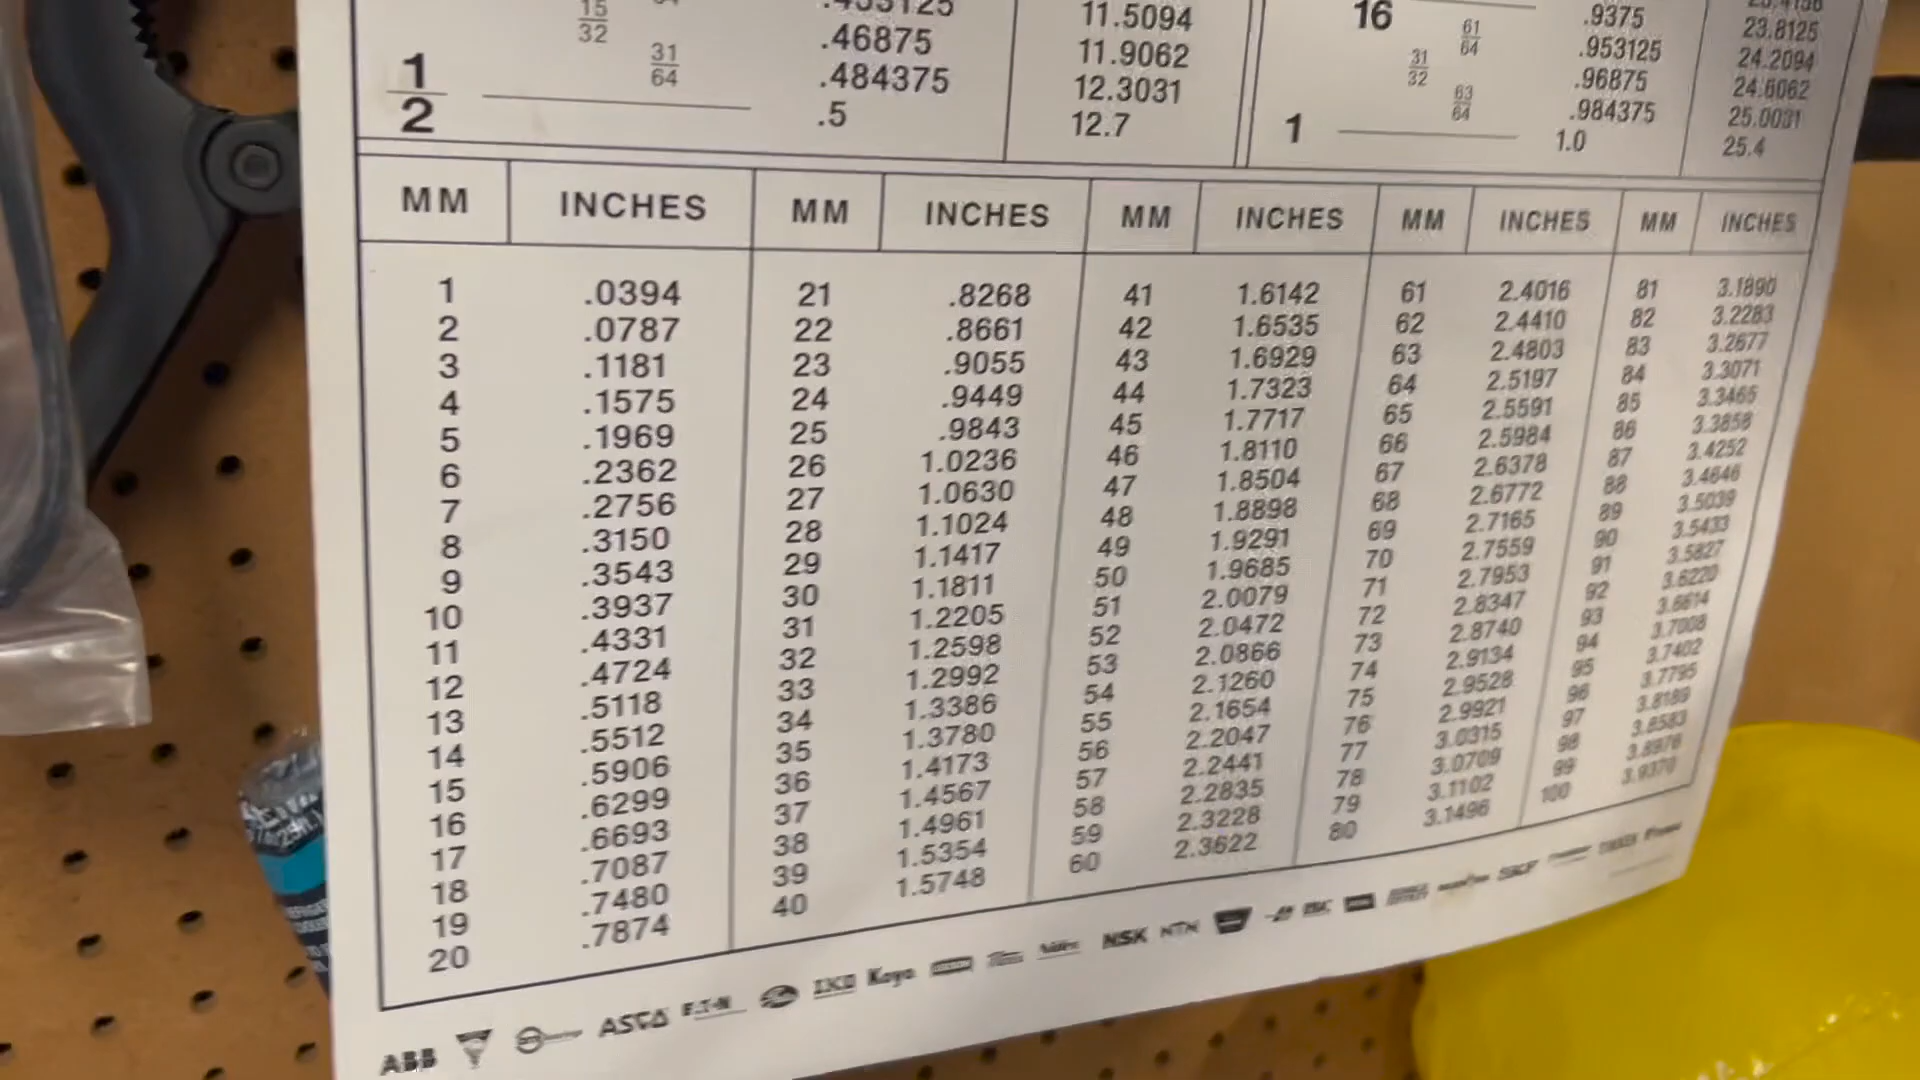 15/32 .453125 11.5094 .9375 23.8125
31/64 .46875 11.9062 16 61/64 .953125 24.2094
1/2 .484375 12.3031 31/32 .96875 24.6062
.5 12.7 63/64 .984375 25.0031
1 1.0 25.4
MM INCHES MM INCHES MM INCHES MM INCHES MM INCHES
1 .0394 21 .8268 41 1.6142 61 2.4016 81 3.1890
2 .0787 22 .8661 42 1.6535 62 2.4410 82 3.2283
3 .1181 23 .9055 43 1.6929 63 2.4803 83 3.2677
4 .1575 24 .9449 44 1.7323 64 2.5197 84 3.3071
5 .1969 25 .9843 45 1.7717 65 2.5591 85 3.3465
6 .2362 26 1.0236 46 1.8110 66 2.5984 86 3.3858
7 .2756 27 1.0630 47 1.8504 67 2.6378 87 3.4252
8 .3150 28 1.1024 48 1.8898 68 2.6772 88 3.4646
9 .3543 29 1.1417 49 1.9291 69 2.7165 89 3.5039
10 .3937 30 1.1811 50 1.9685 70 2.7559 90 3.5433
11 .4331 31 1.2205 51 2.0079 71 2.7953 91 3.5827
12 .4724 32 1.2598 52 2.0472 72 2.8347 92 3.6220
13 .5118 33 1.2992 53 2.0866 73 2.8740 93 3.6614
14 .5512 34 1.3386 54 2.1260 74 2.9134 94 3.7008
15 .5906 35 1.3780 55 2.1654 75 2.9528 95 3.7402
16 .6299 36 1.4173 56 2.2047 76 2.9921 96 3.7795
17 .6693 37 1.4567 57 2.2441 77 3.0315 97 3.8189
18 .7087 38 1.4961 58 2.2835 78 3.0709 98 3.8583
19 .7480 39 1.5354 59 2.3228 79 3.1102 99 3.8976
20 .7874 40 1.5748 60 2.3622 80 3.1496 100 3.9370
ABB ASCA E.T.N IKO Koyo NSK NTN SKF TIMKEN